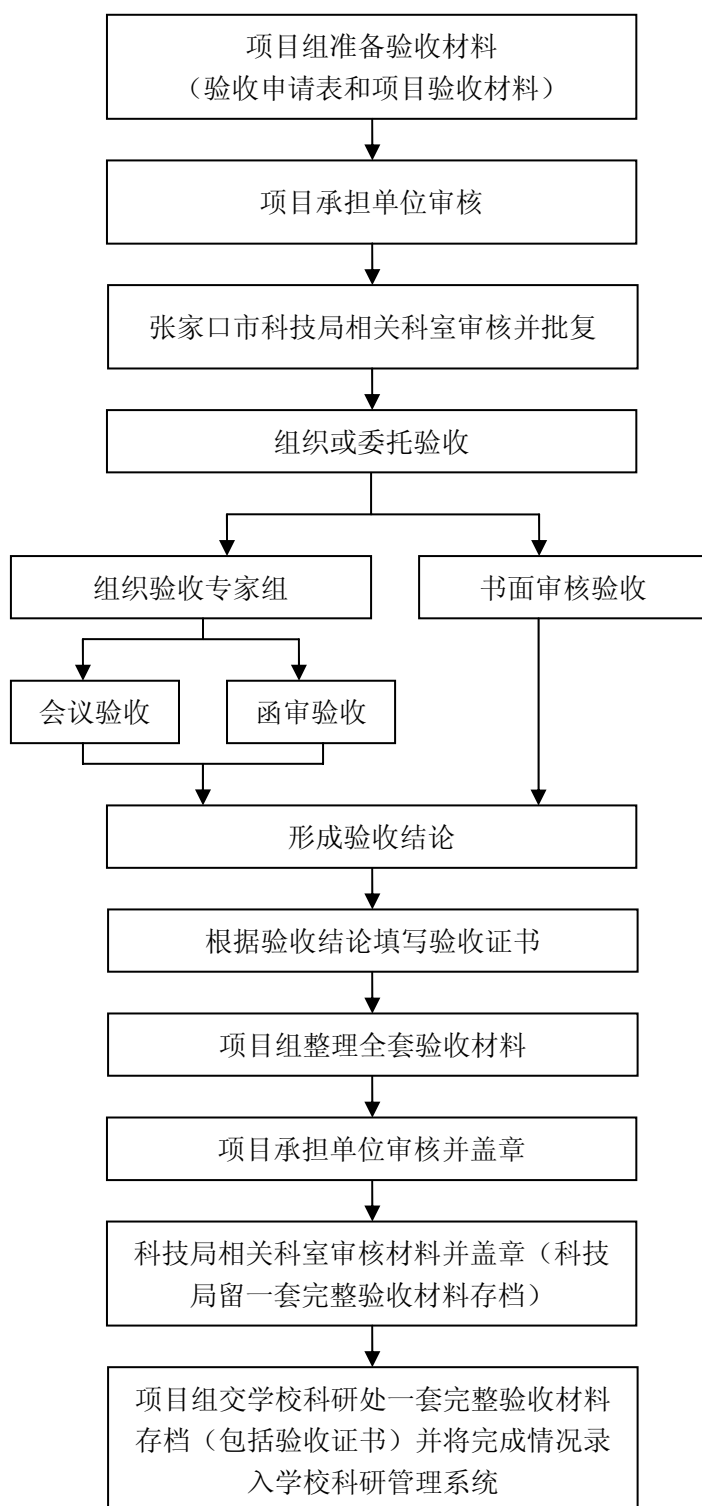 项目组准备验收材料
（验收申请表和项目验收材料）
项目承担单位审核
张家口市科技局相关科室审核并批复
组织或委托验收
组织验收专家组
书面审核验收
会议验收
函审验收
形成验收结论
根据验收结论填写验收证书
项目组整理全套验收材料
项目承担单位审核并盖章
科技局相关科室审核材料并盖章（科技
局留一套完整验收材料存档）
项目组交学校科研处一套完整验收材料
存档（包括验收证书）并将完成情况录
入学校科研管理系统